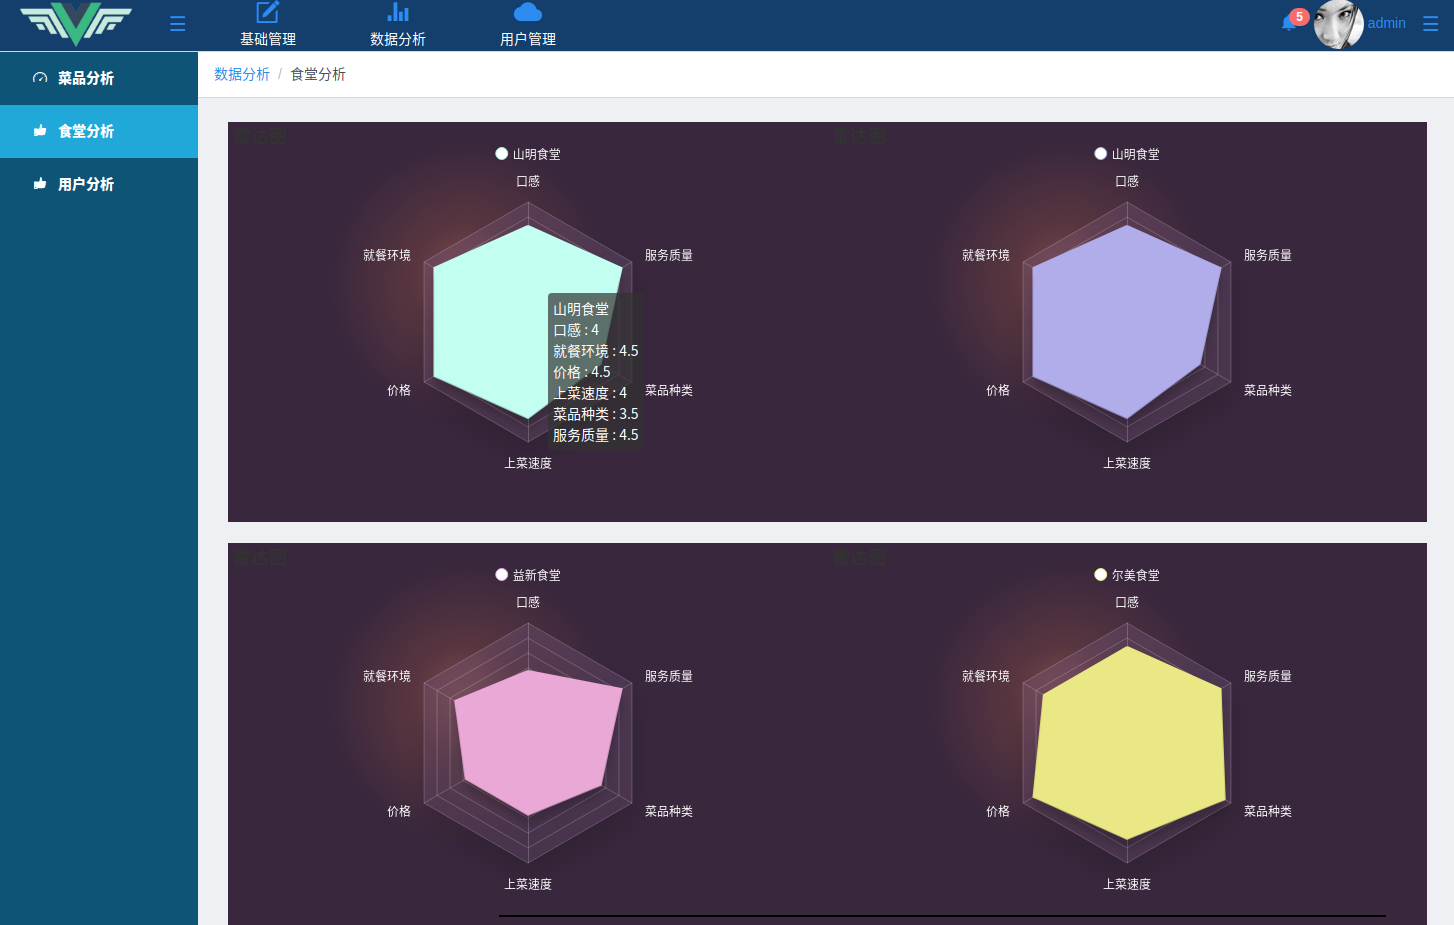 基础管理
数据分析
用户管理
5
admin
菜品分析
食堂分析
用户分析
数据分析 / 食堂分析
雷达图
山明食堂
口感
就餐环境
服务质量
价格
菜品种类
上菜速度
山明食堂
口感 : 4
就餐环境 : 4.5
价格 : 4.5
上菜速度 : 4
菜品种类 : 3.5
服务质量 : 4.5
雷达图
山明食堂
口感
就餐环境
服务质量
价格
菜品种类
上菜速度
雷达图
益新食堂
口感
就餐环境
服务质量
价格
菜品种类
上菜速度
雷达图
尔美食堂
口感
就餐环境
服务质量
价格
菜品种类
上菜速度